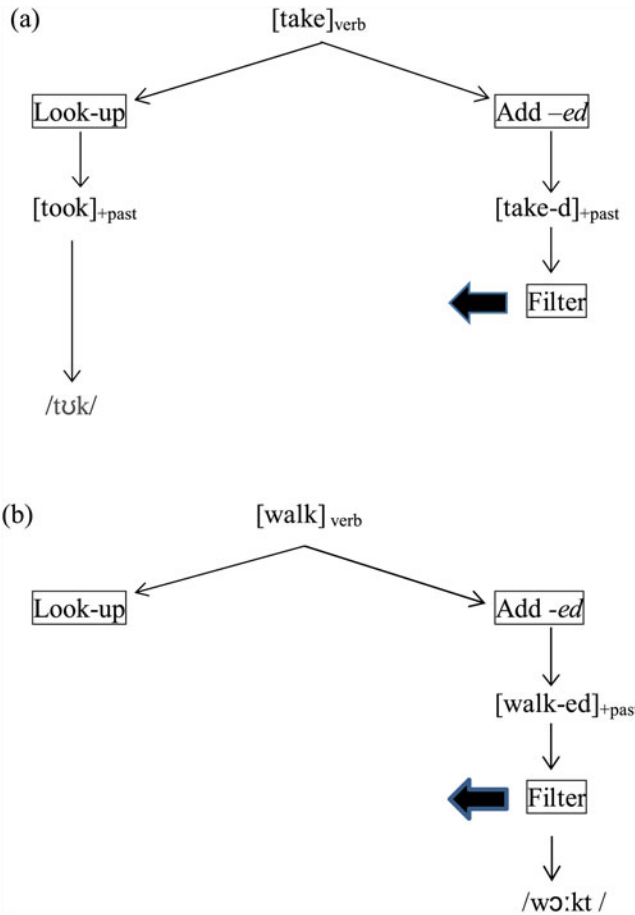 (a)
[take]verb
Look-up
Add –ed
[took]+past
[take-d]+past
Filter
/tʊk/
(b)
[walk] verb
Look-up
Add -ed
[walk-ed]+past
Filter
/wɔːkt /